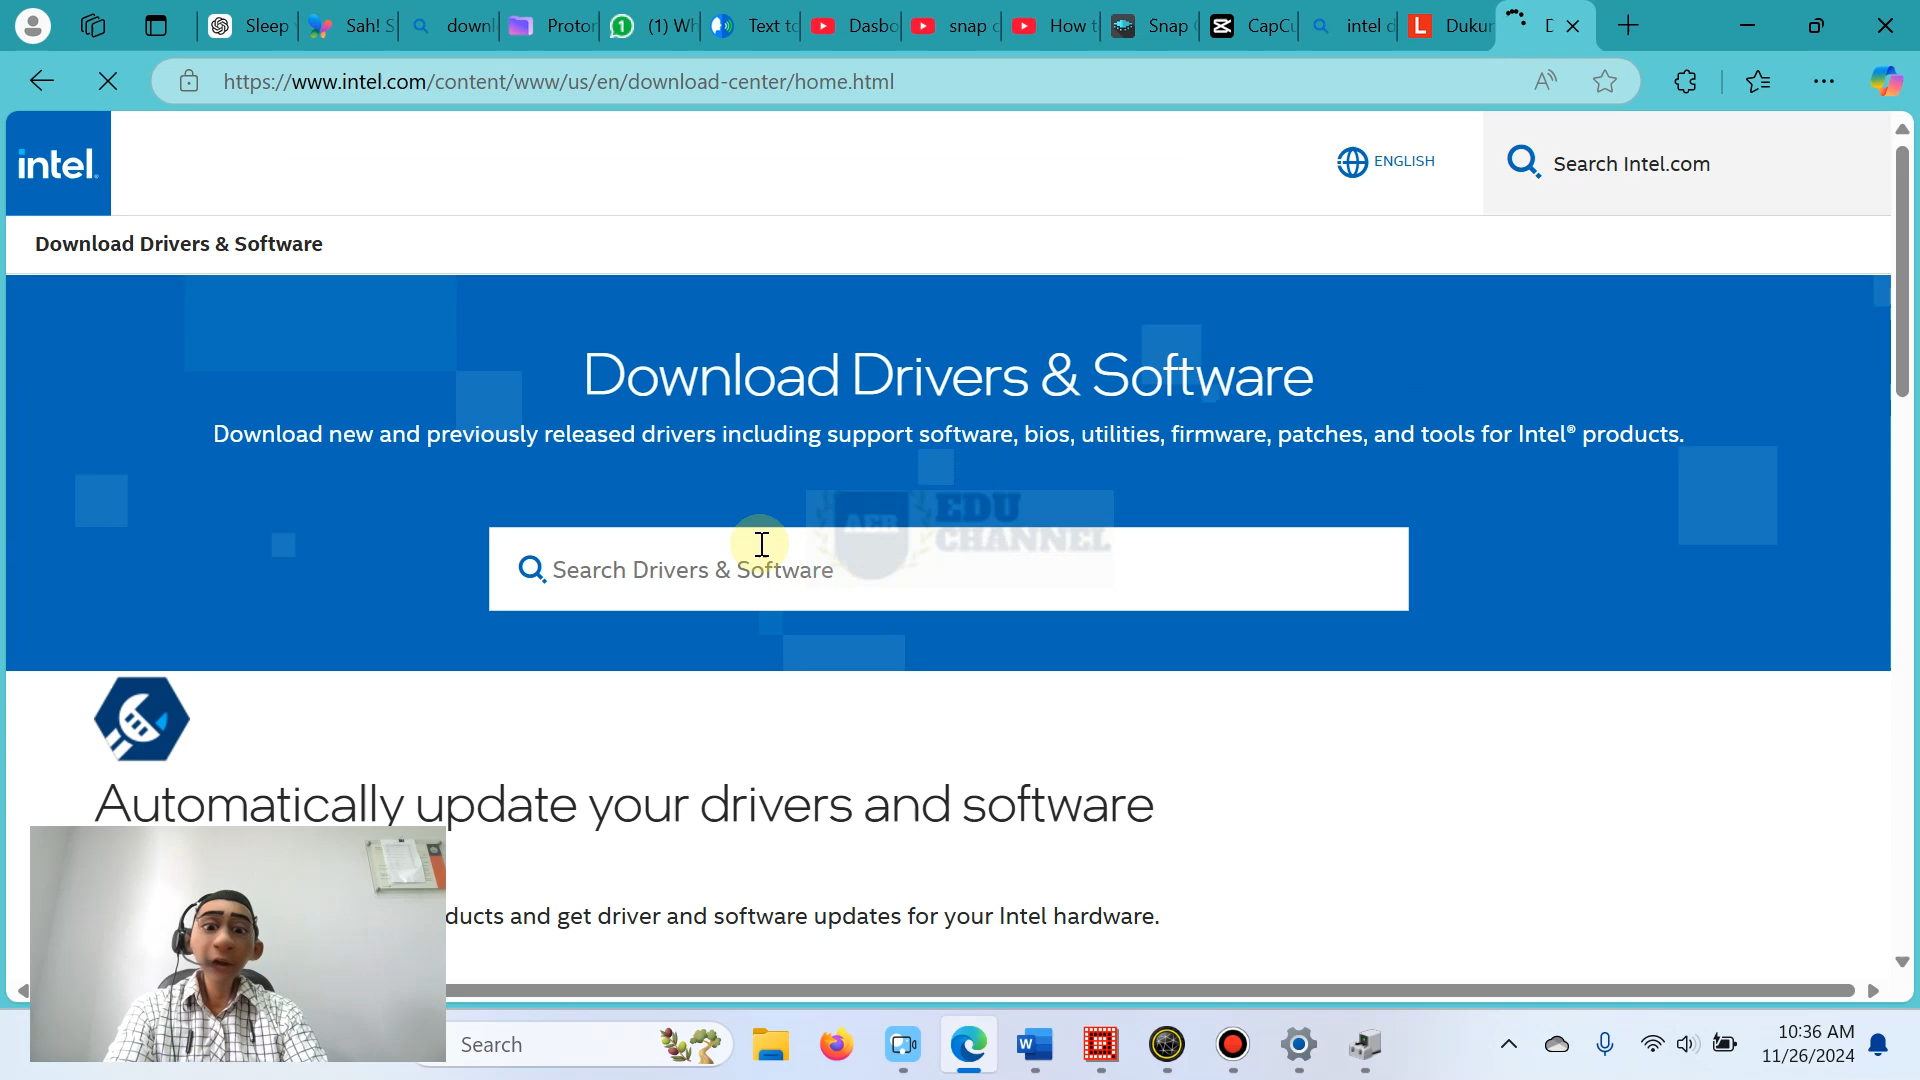 Sleep
Sah! S
downl
Protor
(1) Wh
Text to
Dasbo
snap c
How t
Snap
CapCu
intel d
Dukur
https://www.intel.com/content/www/us/en/download-center/home.html
intel.
ENGLISH
Search Intel.com
Download Drivers & Software
Download Drivers & Software
Download new and previously released drivers including support software, bios, utilities, firmware, patches, and tools for Intel® products.
AEB
EDU
CHANNEL
Search Drivers & Software
Automatically update your drivers and software
ducts and get driver and software updates for your Intel hardware.
Search
10:36 AM
11/26/2024